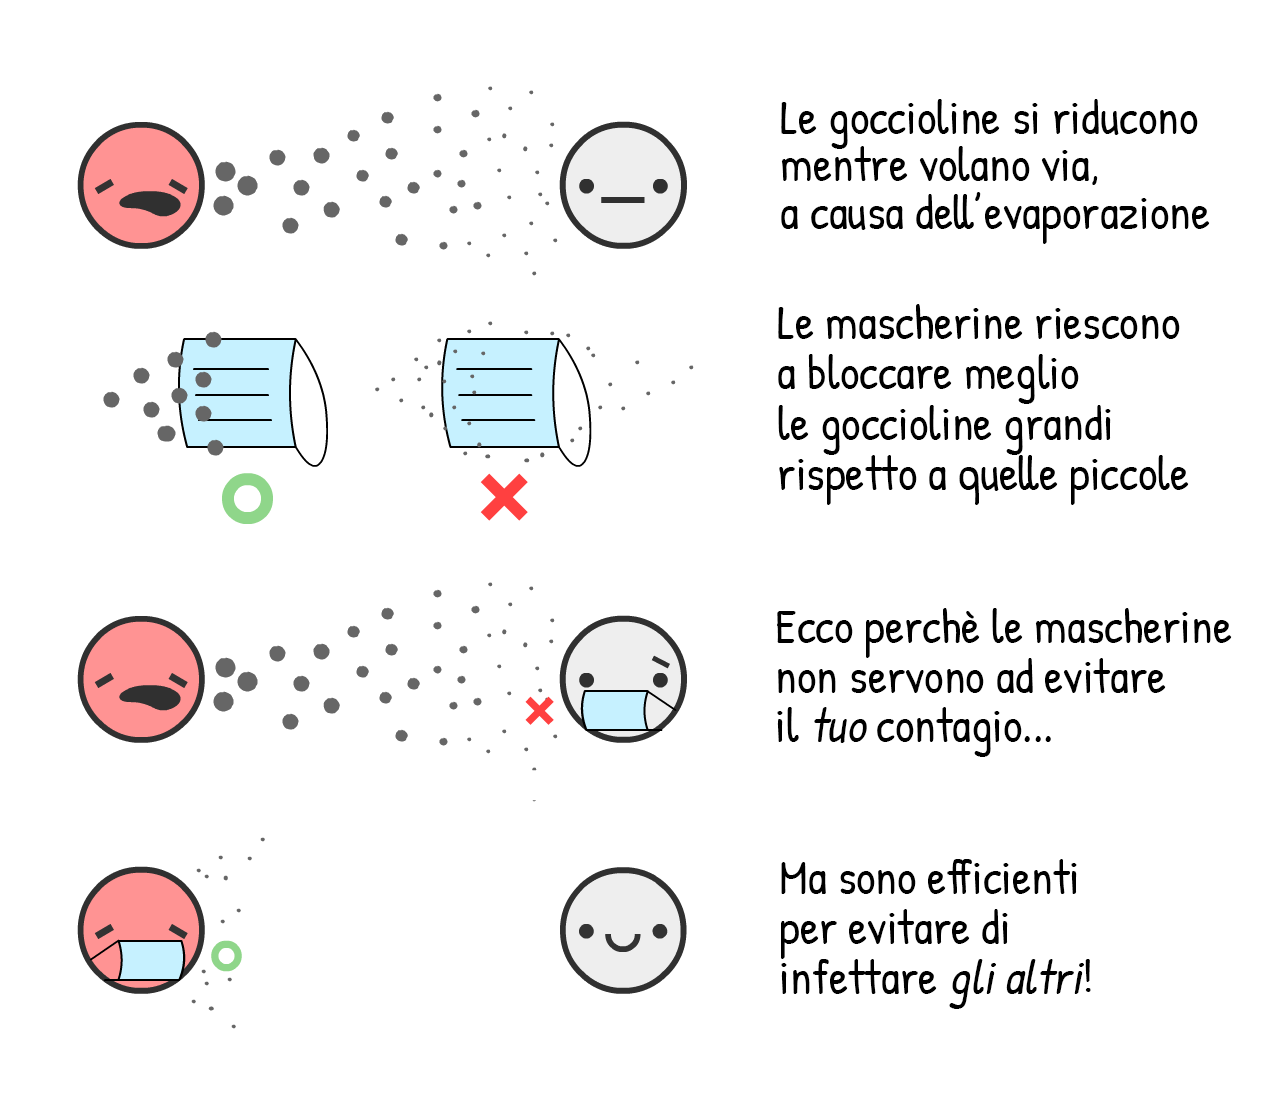 Le goccioline si riducono
mentre volano via,
a causa dell'evaporazione
Le mascherine riescono
a bloccare meglio
le goccioline grandi
rispetto a quelle piccole
Ecco perchè le mascherine
non servono ad evitare
il tuo contagio...
Ma sono efficienti
per evitare di
infettare gli altri!